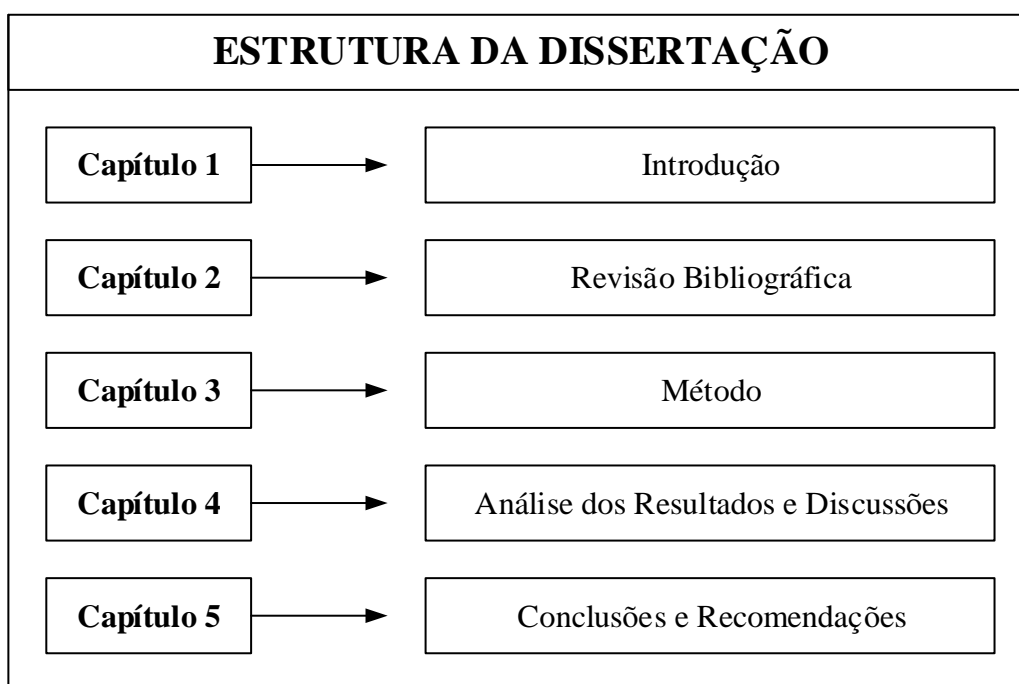 ESTRUTURA DA DISSERTAÇÃO
Capítulo 1
Introdução
Capítulo 2
Revisão Bibliográfica
Capítulo 3
Método
Capítulo 4
Análise dos Resultados e Discussões
Capítulo 5
Conclusões e Recomendações